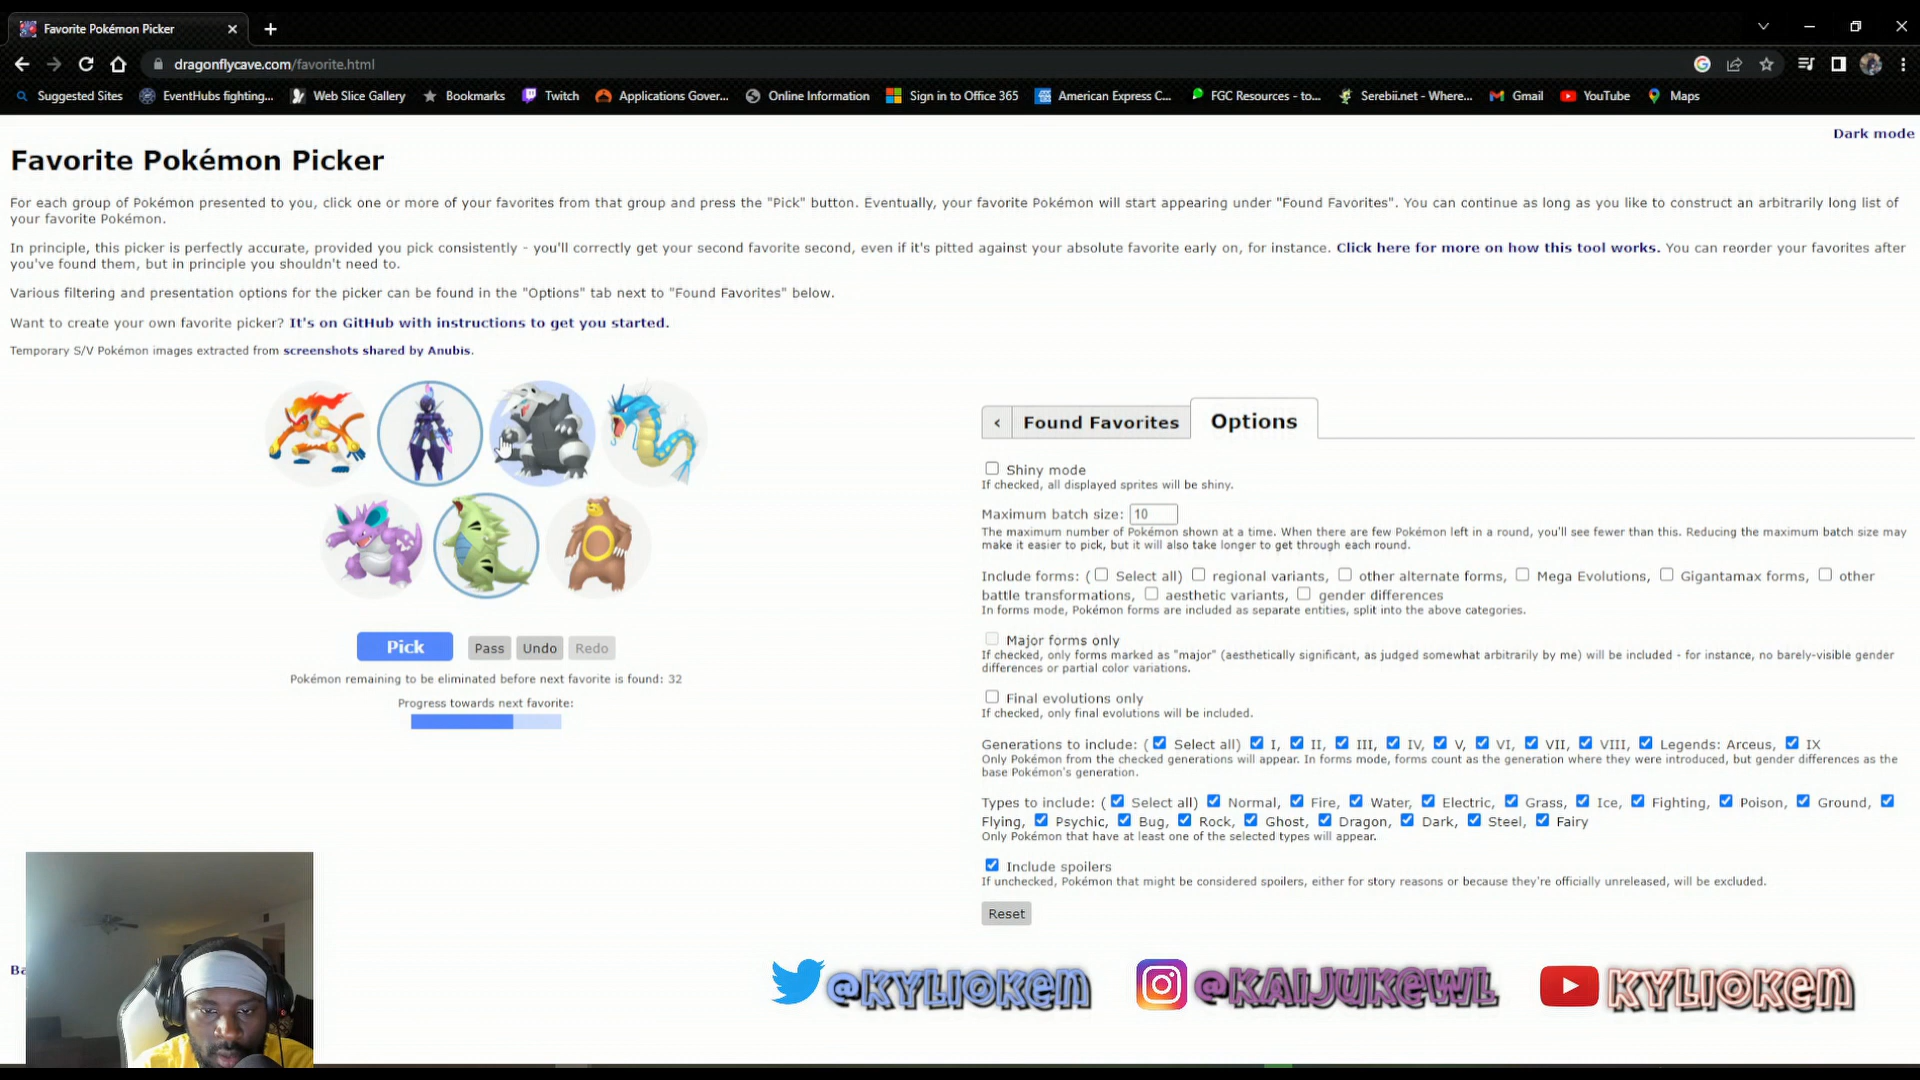 Favorite Pokémon Picker
dragonflycave.com/favorite.html
Suggested Sites EventHubs fighting... Web Slice Gallery Bookmarks Twitch Applications Gover... Online Information Sign in to Office 365 American Express C... FGC Resources - to... Serebii.net - Where... Gmail YouTube Maps
Dark mode
Favorite Pokémon Picker
For each group of Pokémon presented to you, click one or more of your favorites from that group and press the "Pick" button. Eventually, your favorite Pokémon will start appearing under "Found Favorites". You can continue as long as you like to construct an arbitrarily long list of
your favorite Pokémon.
In principle, this picker is perfectly accurate, provided you pick consistently - you'll correctly get your second favorite second, even if it's pitted against your absolute favorite early on, for instance. Click here for more on how this tool works. You can reorder your favorites after
you've found them, but in principle you shouldn't need to.
Various filtering and presentation options for the picker can be found in the "Options" tab next to "Found Favorites" below.
Want to create your own favorite picker? It's on GitHub with instructions to get you started.
Temporary S/V Pokémon images extracted from screenshots shared by Anubis.
Pick Pass Undo Redo
Pokémon remaining to be eliminated before next favorite is found: 32
Progress towards next favorite:
‹ Found Favorites Options
Shiny mode
If checked, all displayed sprites will be shiny.
Maximum batch size: 10
The maximum number of Pokémon shown at a time. When there are few Pokémon left in a round, you'll see fewer than this. Reducing the maximum batch size may
make it easier to pick, but it will also take longer to get through each round.
Include forms: ( Select all) regional variants, other alternate forms, Mega Evolutions, Gigantamax forms, other
battle transformations, aesthetic variants, gender differences
In forms mode, Pokémon forms are included as separate entities, split into the above categories.
Major forms only
If checked, only forms marked as "major" (aesthetically significant, as judged somewhat arbitrarily by me) will be included - for instance, no barely-visible gender
differences or partial color variations.
Final evolutions only
If checked, only final evolutions will be included.
Generations to include: ( Select all) I, II, III, IV, V, VI, VII, VIII, Legends: Arceus, IX
Only Pokémon from the checked generations will appear. In forms mode, forms count as the generation where they were introduced, but gender differences as the
base Pokémon's generation.
Types to include: ( Select all) Normal, Fire, Water, Electric, Grass, Ice, Fighting, Poison, Ground,
Flying, Psychic, Bug, Rock, Ghost, Dragon, Dark, Steel, Fairy
Only Pokémon that have at least one of the selected types will appear.
Include spoilers
If unchecked, Pokémon that might be considered spoilers, either for story reasons or because they're officially unreleased, will be excluded.
Reset
@KYLIOKEN @KAIJUKEWL KYLIOKEN